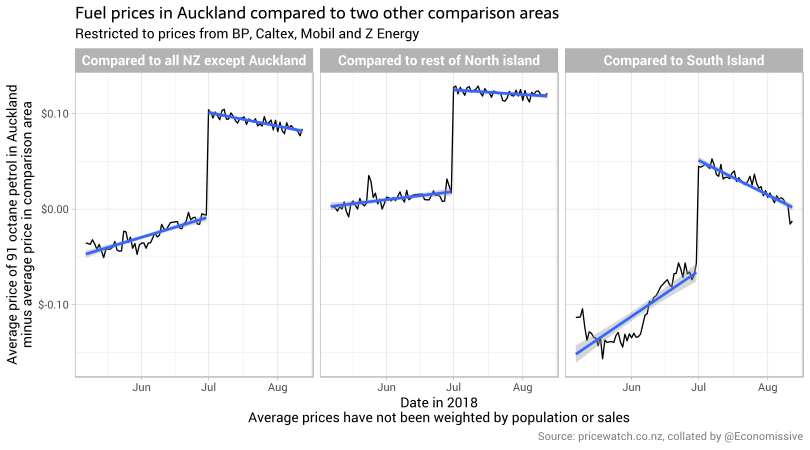 Fuel prices in Auckland compared to two other comparison areas
Restricted to prices from BP, Caltex, Mobil and Z Energy
Compared to all NZ except Auckland
Compared to rest of North island
Compared to South Island
Average price of 91 octane petrol in Auckland
minus average price in comparison area
$0.10
$0.00
$-0.10
Jun Jul Aug
Jun Jul Aug
Jun Jul Aug
Date in 2018
Average prices have not been weighted by population or sales
Source: pricewatch.co.nz, collated by @Economissive